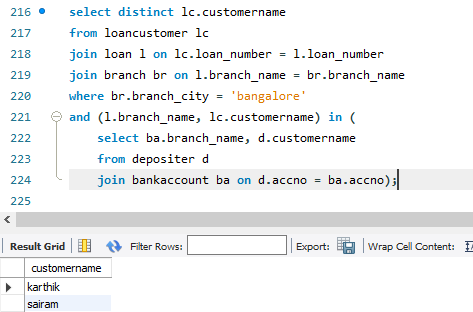 216 select distinct lc.customername
217 from loancustomer lc
218 join loan l on lc.loan_number = l.loan_number
219 join branch br on l.branch_name = br.branch_name
220 where br.branch_city = 'bangalore'
221 and (l.branch_name, lc.customername) in (
222 select ba.branch_name, d.customername
223 from depositer d
224 join bankaccount ba on d.accno = ba.accno);
225
Result Grid Filter Rows: Export: Wrap Cell Content:
customername
karthik
sairam